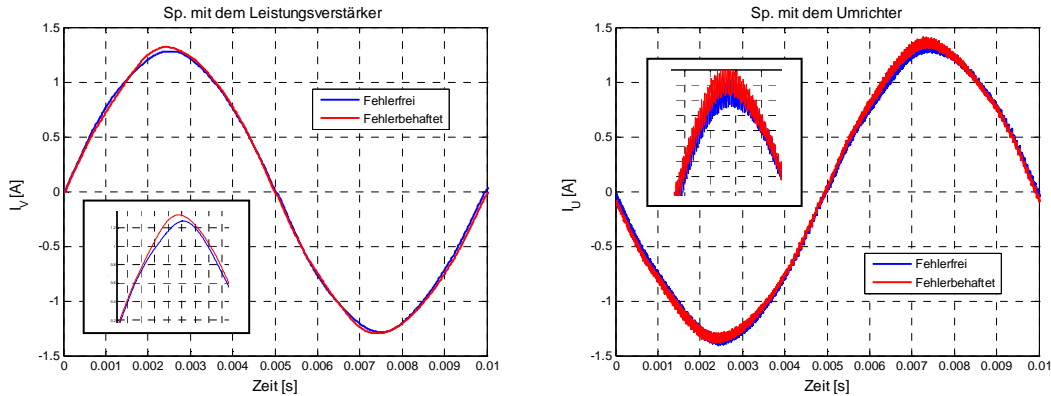 Sp. mit dem Leistungsverstärker
1.5
1
0.5
0
-0.5
-1
-1.5
I_V [A]
Fehlerfrei
Fehlerbehaftet
0 0.001 0.002 0.003 0.004 0.005 0.006 0.007 0.008 0.009 0.01
Zeit [s]
Sp. mit dem Umrichter
1.5
1
0.5
0
-0.5
-1
-1.5
I_U [A]
Fehlerfrei
Fehlerbehaftet
0 0.001 0.002 0.003 0.004 0.005 0.006 0.007 0.008 0.009 0.01
Zeit [s]